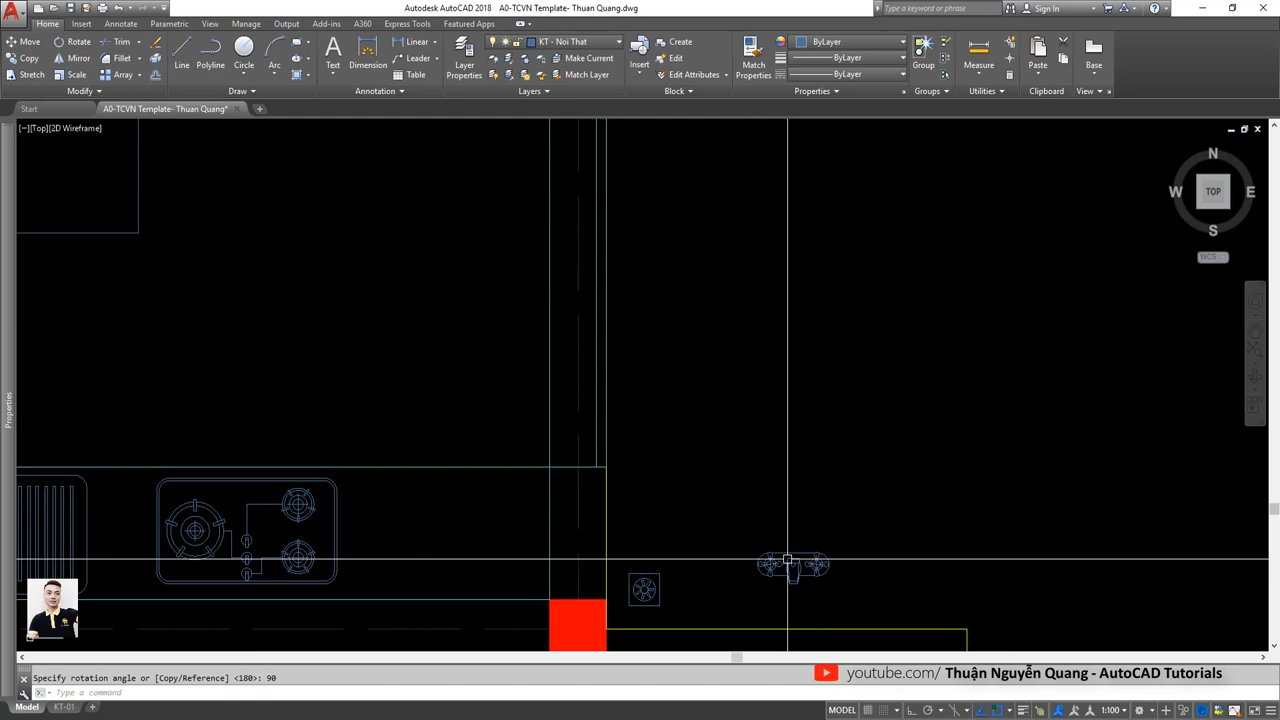 Autodesk AutoCAD 2018 A0-TCVN Template- Thuan Quang.dwg
Type a keyword or phrase
Sign In
Home Insert Annotate Parametric View Manage Output Add-ins A360 Express Tools Featured Apps
Move Rotate Trim
Copy Mirror Fillet
Stretch Scale Array
Modify
Line Polyline Circle Arc
Draw
Text Dimension
Linear
Leader
Table
Annotation
Layer Properties
KT - Noi That
Make Current
Match Layer
Layers
Insert
Create
Edit
Edit Attributes
Block
Match Properties
ByLayer
ByLayer
ByLayer
Properties
Group
Groups
Measure
Utilities
Paste
Clipboard
Base
View
Start A0-TCVN Template- Thuan Quang*
[−][Top][2D Wireframe]
N
W TOP E
S
WCS
Properties
Specify rotation angle or [Copy/Reference] <180>: 90
Type a command
youtube.com/ Thuận Nguyễn Quang - AutoCAD Tutorials
Model KT-01
MODEL 1:100